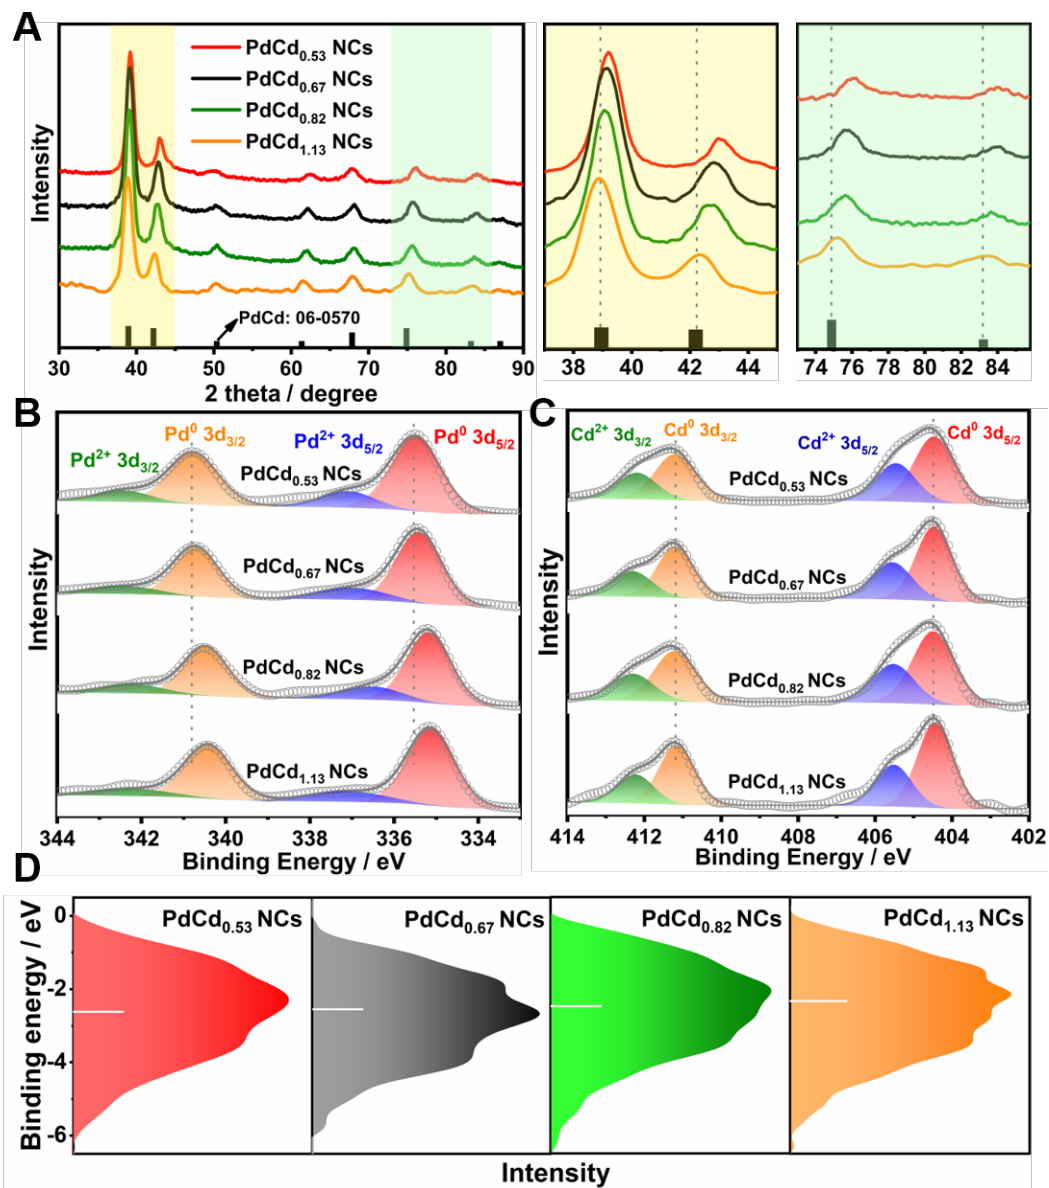 A
PdCd0.53 NCs
PdCd0.67 NCs
PdCd0.82 NCs
PdCd1.13 NCs
Intensity
PdCd: 06-0570
30 40 50 60 70 80 90
2 theta / degree
38 40 42 44
74 76 78 80 82 84
B
Pd2+ 3d3/2
Pd0 3d3/2
Pd2+ 3d5/2
Pd0 3d5/2
PdCd0.53 NCs
PdCd0.67 NCs
PdCd0.82 NCs
PdCd1.13 NCs
Intensity
344 342 340 338 336 334
Binding Energy / eV
C
Cd2+ 3d3/2
Cd0 3d3/2
Cd2+ 3d5/2
Cd0 3d5/2
PdCd0.53 NCs
PdCd0.67 NCs
PdCd0.82 NCs
PdCd1.13 NCs
Intensity
414 412 410 408 406 404 402
Binding Energy / eV
D
PdCd0.53 NCs
PdCd0.67 NCs
PdCd0.82 NCs
PdCd1.13 NCs
Binding energy / eV
0
-2
-4
-6
Intensity